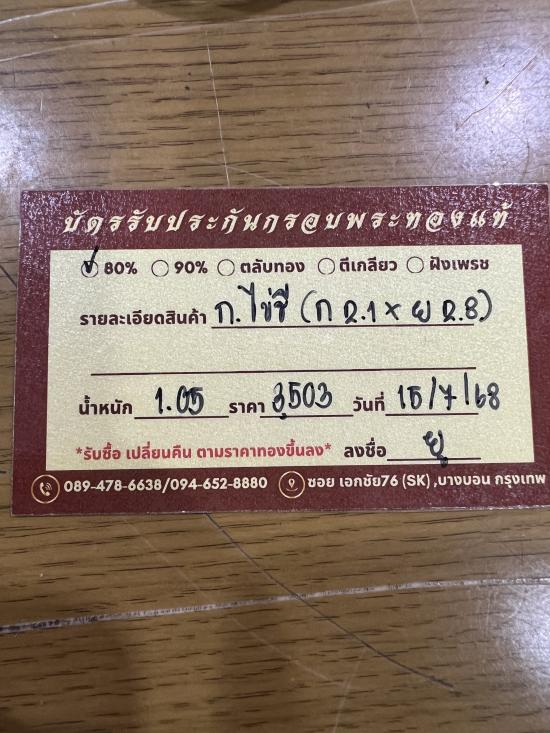 บัตรรับประกันกรอบพระทองแท้
80% 90% ตลับทอง ตีเกลียว ฝังเพรช
รายละเอียดสินค้า ก.ไข่ชี (ก 2.1 x ย 2.8)
น้ำหนัก 1.05 ราคา 3,503 วันที่ 15/7/68
*รับซื้อ เปลี่ยนคืน ตามราคาทองขึ้นลง* ลงชื่อ
089-478-6638/094-652-8880 ซอย เอกชัย76 (SK) ,บางบอน กรุงเทพ